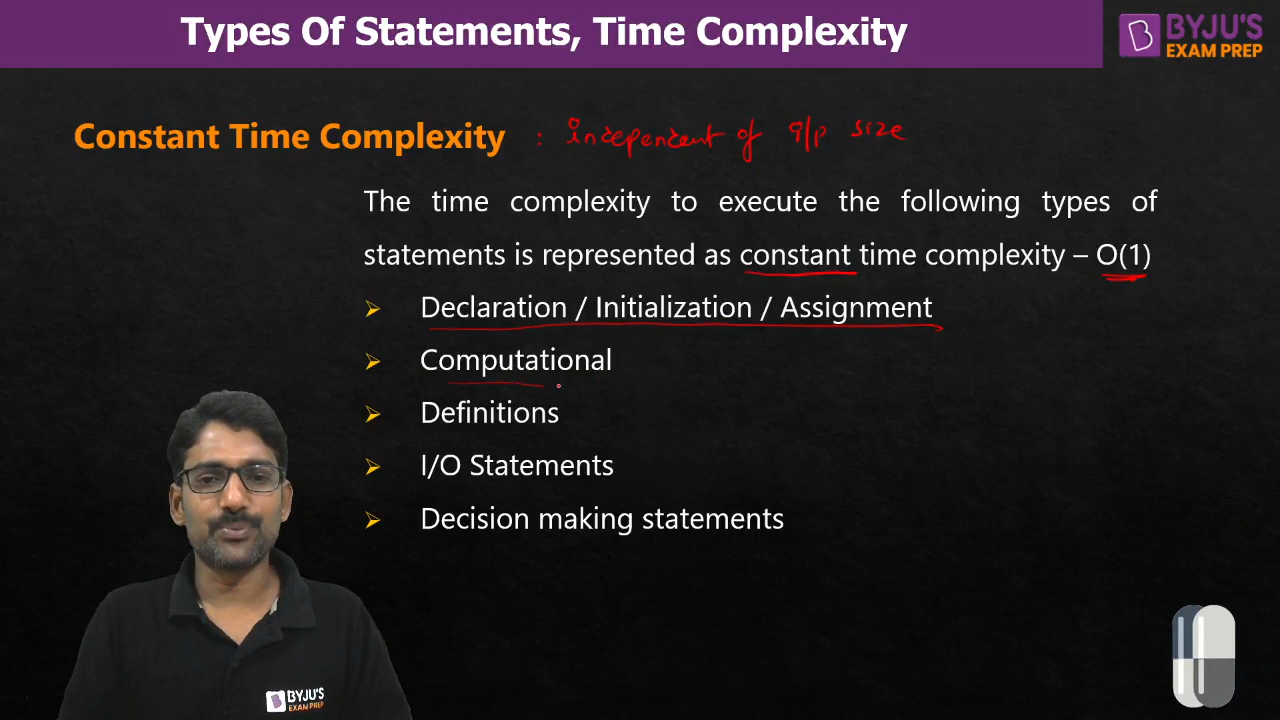 Types Of Statements, Time Complexity
BYJU'S
EXAM PREP
Constant Time Complexity : independent of i/p size
The time complexity to execute the following types of
statements is represented as constant time complexity – O(1)
Declaration / Initialization / Assignment
Computational
Definitions
I/O Statements
Decision making statements
BYJU'S
EXAM PREP